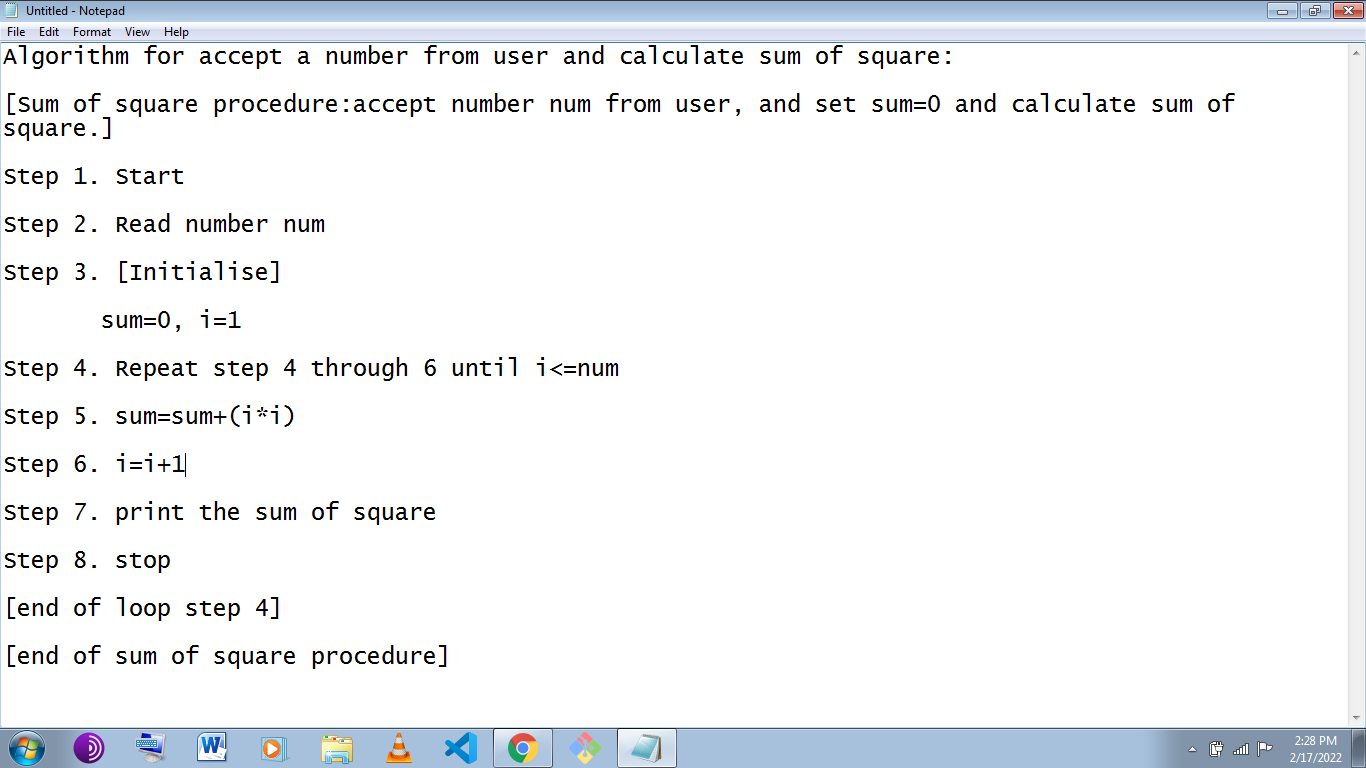 Untitled - Notepad
File Edit Format View Help
Algorithm for accept a number from user and calculate sum of square:
[Sum of square procedure:accept number num from user, and set sum=0 and calculate sum of
square.]
Step 1. Start
Step 2. Read number num
Step 3. [Initialise]
sum=0, i=1
Step 4. Repeat step 4 through 6 until i<=num
Step 5. sum=sum+(i*i)
Step 6. i=i+1
Step 7. print the sum of square
Step 8. stop
[end of loop step 4]
[end of sum of square procedure]
2:28 PM
2/17/2022